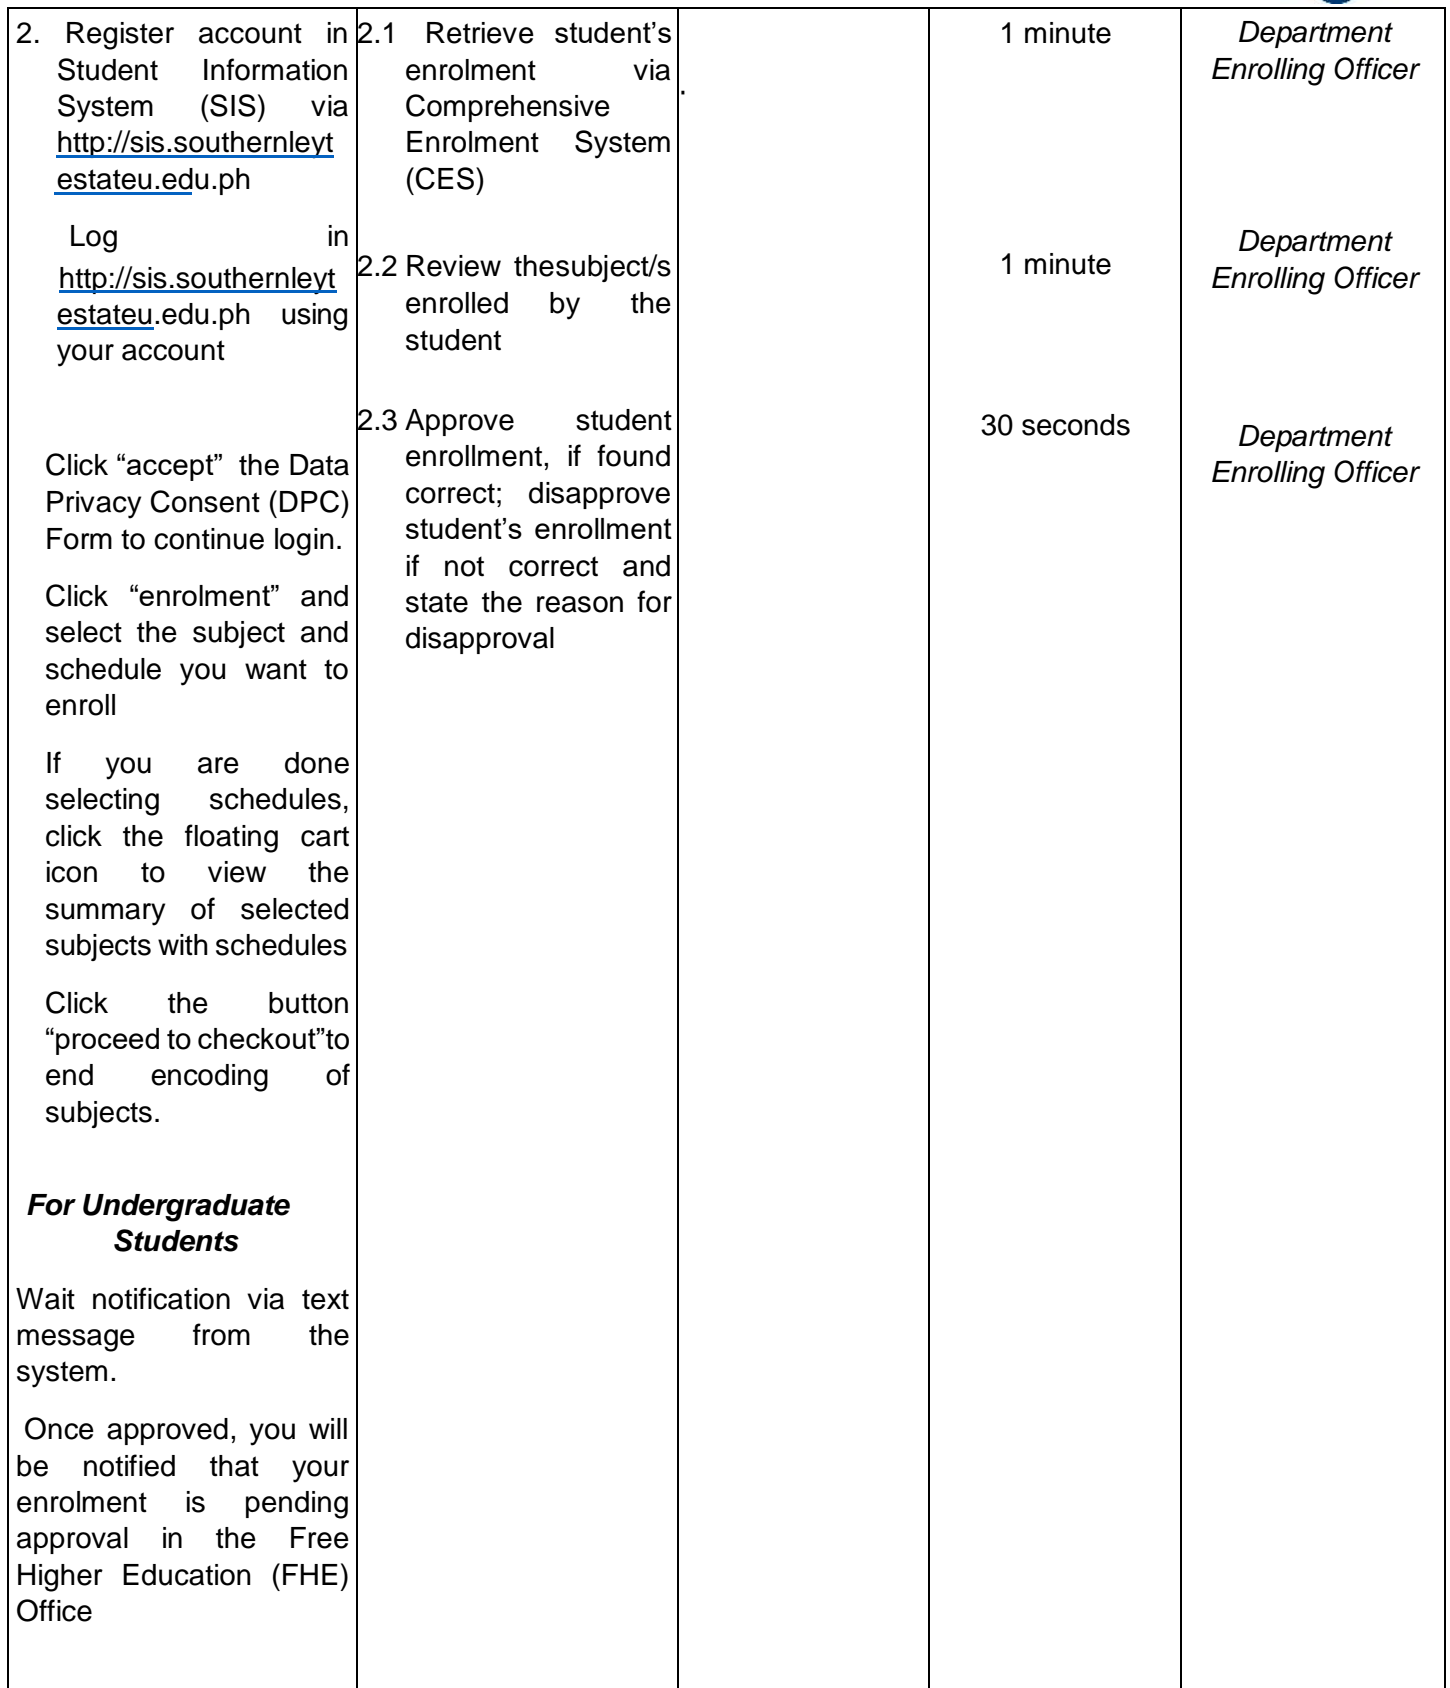 2. Register account in
Student Information
System (SIS) via
http://sis.southernleyt
estateu.edu.ph
Log in
http://sis.southernleyt
estateu.edu.ph using
your account
Click “accept” the Data
Privacy Consent (DPC)
Form to continue login.
Click “enrolment” and
select the subject and
schedule you want to
enroll
If you are done
selecting schedules,
click the floating cart
icon to view the
summary of selected
subjects with schedules
Click the button
“proceed to checkout”to
end encoding of
subjects.
For Undergraduate
Students
Wait notification via text
message from the
system.
Once approved, you will
be notified that your
enrolment is pending
approval in the Free
Higher Education (FHE)
Office
2.1 Retrieve student’s
enrolment via
Comprehensive
Enrolment System
(CES)
2.2 Review thesubject/s
enrolled by the
student
2.3 Approve student
enrollment, if found
correct; disapprove
student’s enrollment
if not correct and
state the reason for
disapproval
.
1 minute
1 minute
30 seconds
Department
Enrolling Officer
Department
Enrolling Officer
Department
Enrolling Officer